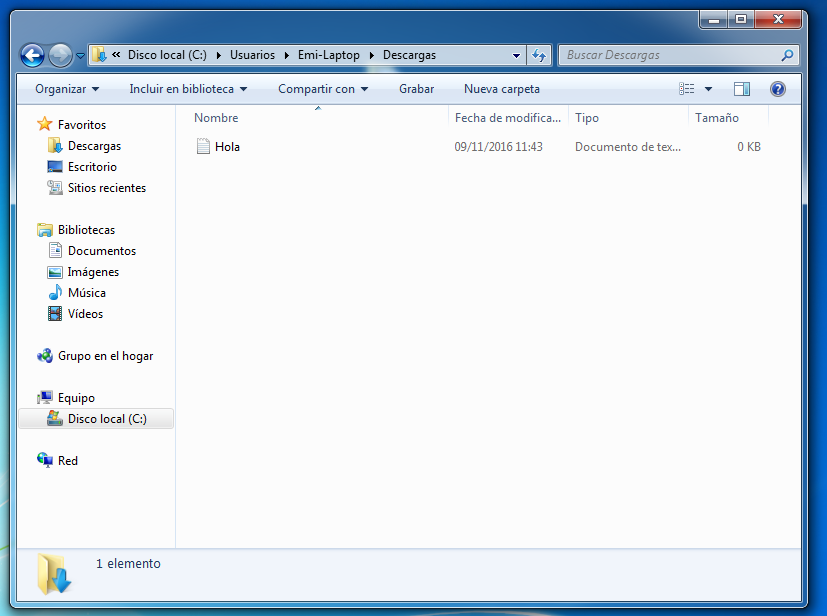 « Disco local (C:) Usuarios Emi-Laptop Descargas Buscar Descargas
Organizar Incluir en biblioteca Compartir con Grabar Nueva carpeta
Favoritos
Descargas
Escritorio
Sitios recientes
Bibliotecas
Documentos
Imágenes
Música
Vídeos
Grupo en el hogar
Equipo
Disco local (C:)
Red
Nombre Fecha de modifica... Tipo Tamaño
Hola 09/11/2016 11:43 Documento de tex... 0 KB
1 elemento